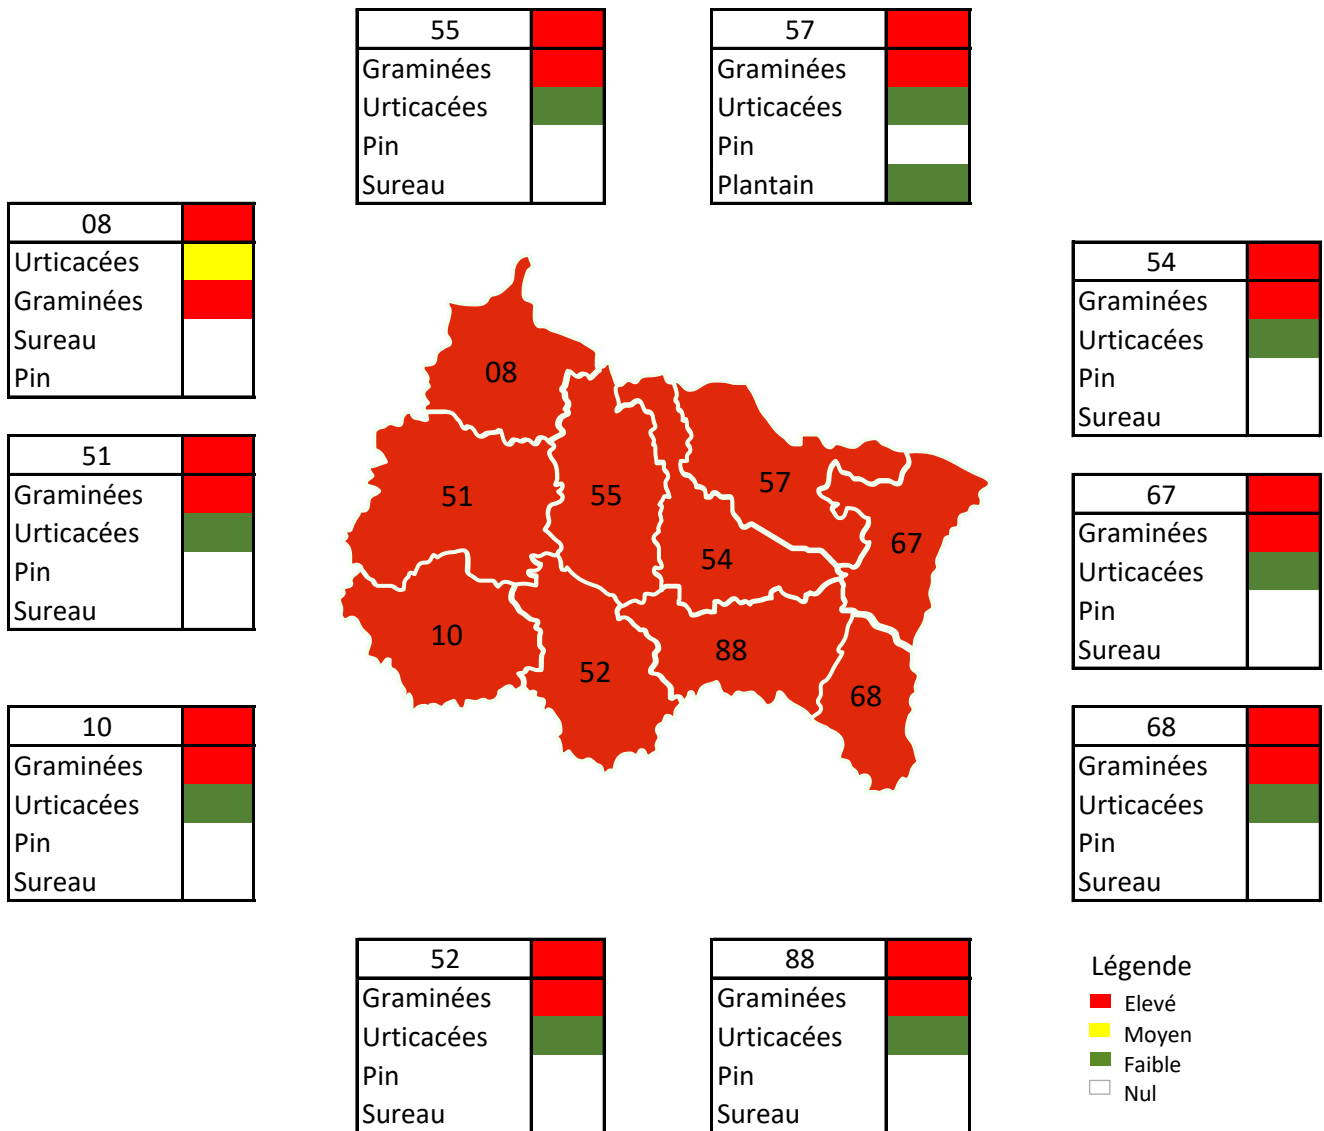 55
Graminées
Urticacées
Pin
Sureau
57
Graminées
Urticacées
Pin
Plantain
08
Urticacées
Graminées
Sureau
Pin
54
Graminées
Urticacées
Pin
Sureau
51
Graminées
Urticacées
Pin
Sureau
67
Graminées
Urticacées
Pin
Sureau
10
Graminées
Urticacées
Pin
Sureau
68
Graminées
Urticacées
Pin
Sureau
08
51
55
57
67
54
10
52
88
68
52
Graminées
Urticacées
Pin
Sureau
88
Graminées
Urticacées
Pin
Sureau
Légende
Elevé
Moyen
Faible
Nul